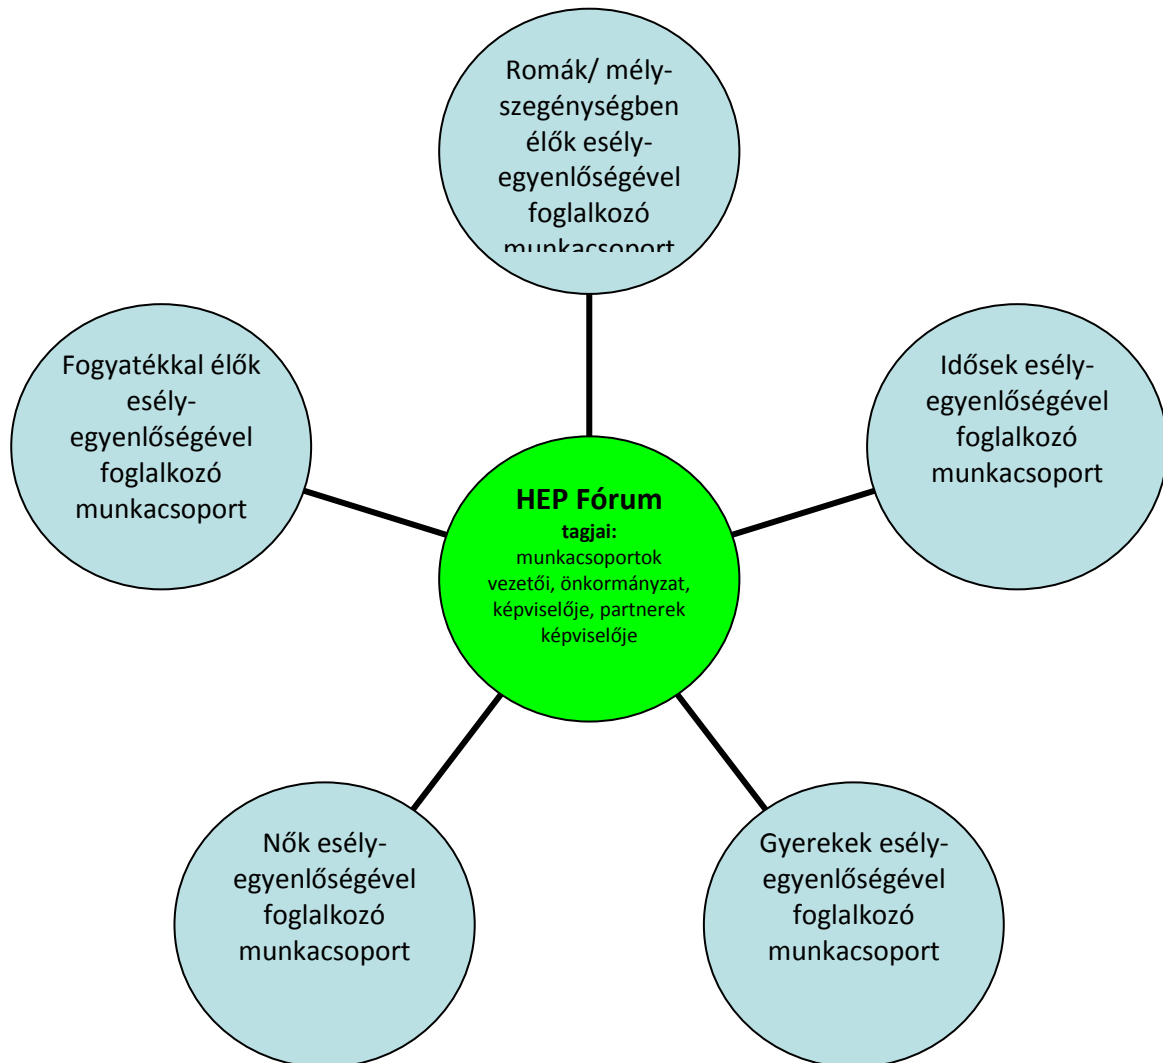 Romák/ mély-
szegénységben
élők esély-
egyenlőségével
foglalkozó
munkacsoport
Fogyatékkal élők
esély-
egyenlőségével
foglalkozó
munkacsoport
Idősek esély-
egyenlőségével
foglalkozó
munkacsoport
HEP Fórum
tagjai:
munkacsoportok
vezetői, önkormányzat,
képviselője, partnerek
képviselője
Nők esély-
egyenlőségével
foglalkozó
munkacsoport
Gyerekek esély-
egyenlőségével
foglalkozó
munkacsoport